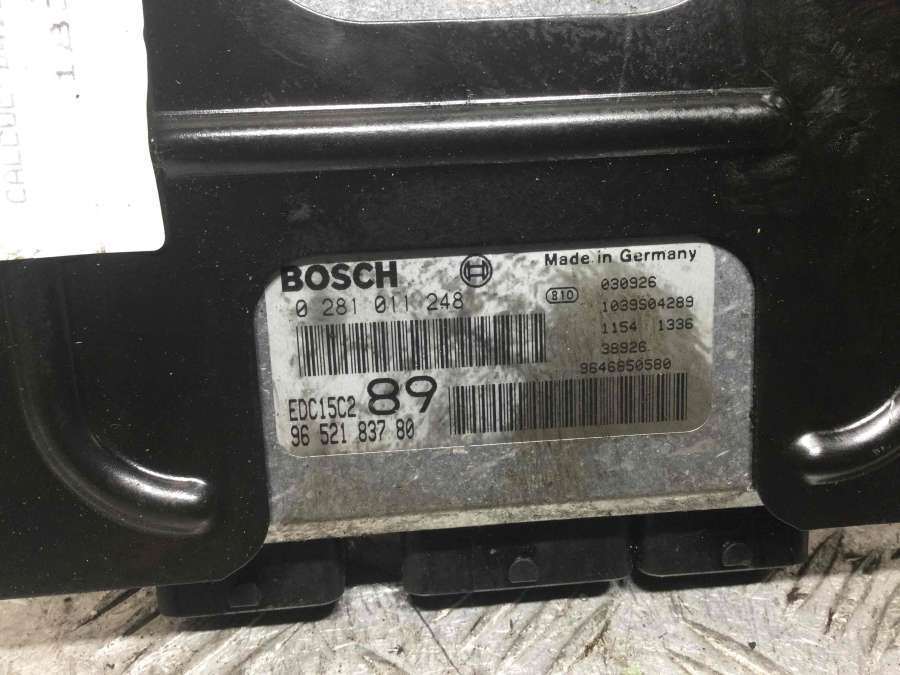 BOSCH
0 281 011 248
Made in Germany
810
030926
1039S04289
1154 1336
38926
9646850580
EDC15C2 89
96 521 837 80